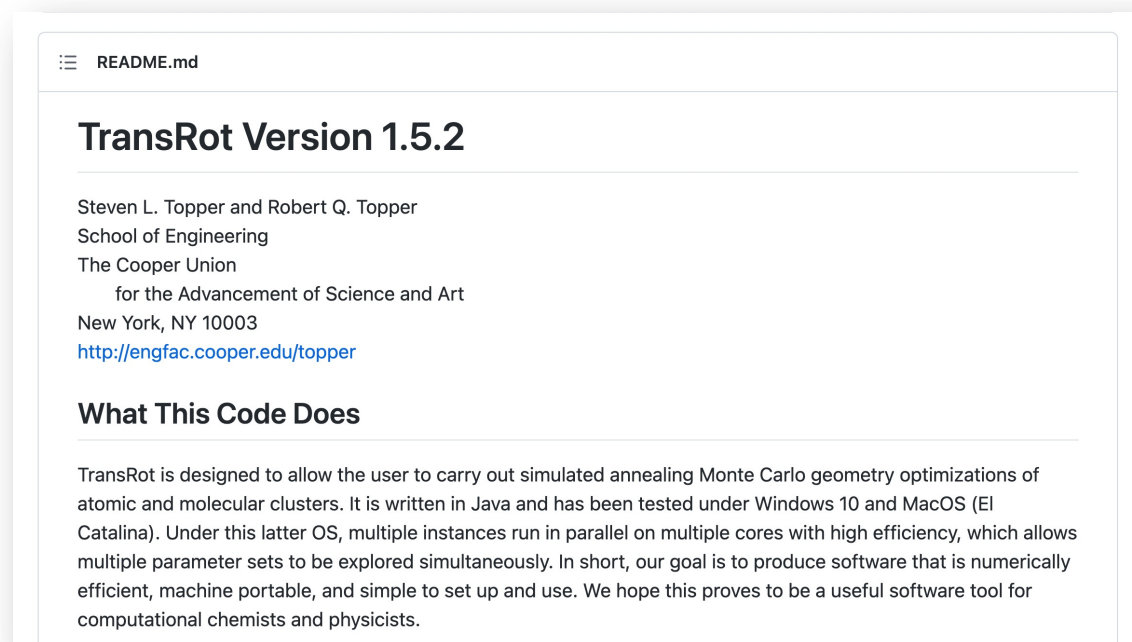 README.md
TransRot Version 1.5.2
Steven L. Topper and Robert Q. Topper
School of Engineering
The Cooper Union
for the Advancement of Science and Art
New York, NY 10003
http://engfac.cooper.edu/topper
What This Code Does
TransRot is designed to allow the user to carry out simulated annealing Monte Carlo geometry optimizations of
atomic and molecular clusters. It is written in Java and has been tested under Windows 10 and MacOS (El
Catalina). Under this latter OS, multiple instances run in parallel on multiple cores with high efficiency, which allows
multiple parameter sets to be explored simultaneously. In short, our goal is to produce software that is numerically
efficient, machine portable, and simple to set up and use. We hope this proves to be a useful software tool for
computational chemists and physicists.